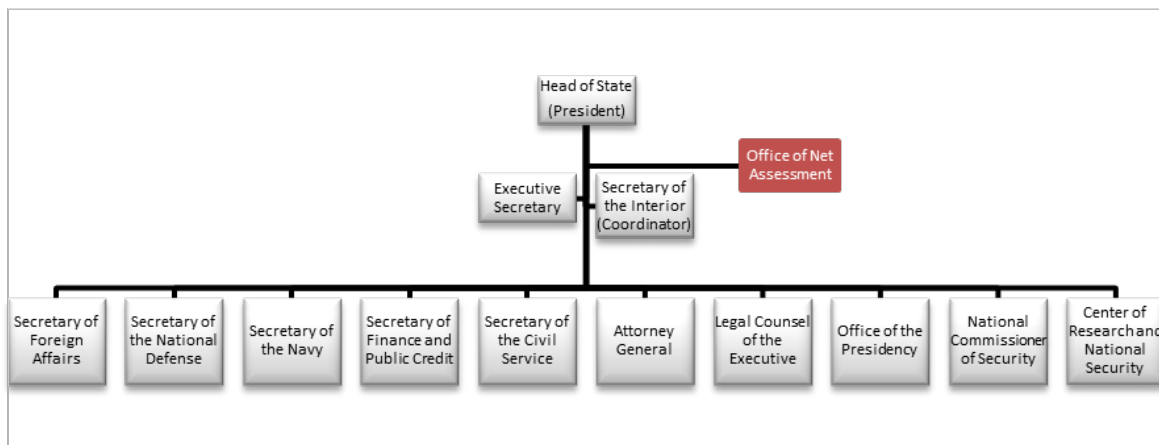 Head of State
(President)
Office of Net
Assessment
Executive
Secretary
Secretary of
the Interior
(Coordinator)
Secretary of
Foreign
Affairs
Secretary of
the National
Defense
Secretary of
the Navy
Secretary of
Finance and
Public Credit
Secretary of
the Civil
Service
Attorney
General
Legal Counsel
of the
Executive
Office of the
Presidency
National
Commissioner
of Security
Center of
Research and
National
Security